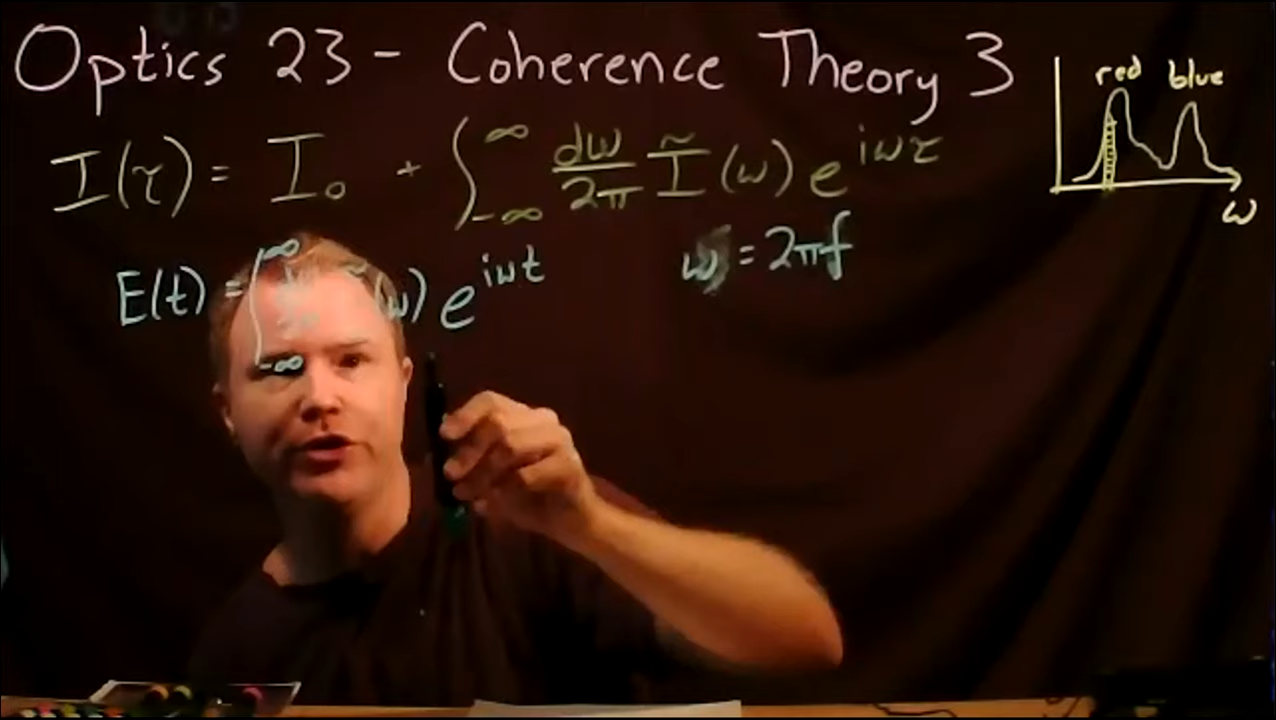 Optics 23 - Coherence Theory 3
red blue
I(τ) = I₀ + ∫_{-∞}^{∞} dω/2π Ĩ(ω) e^{iωτ}
ω
E(t) = ∫_{-∞}^{∞} (ω) e^{iωt}
ω = 2πf